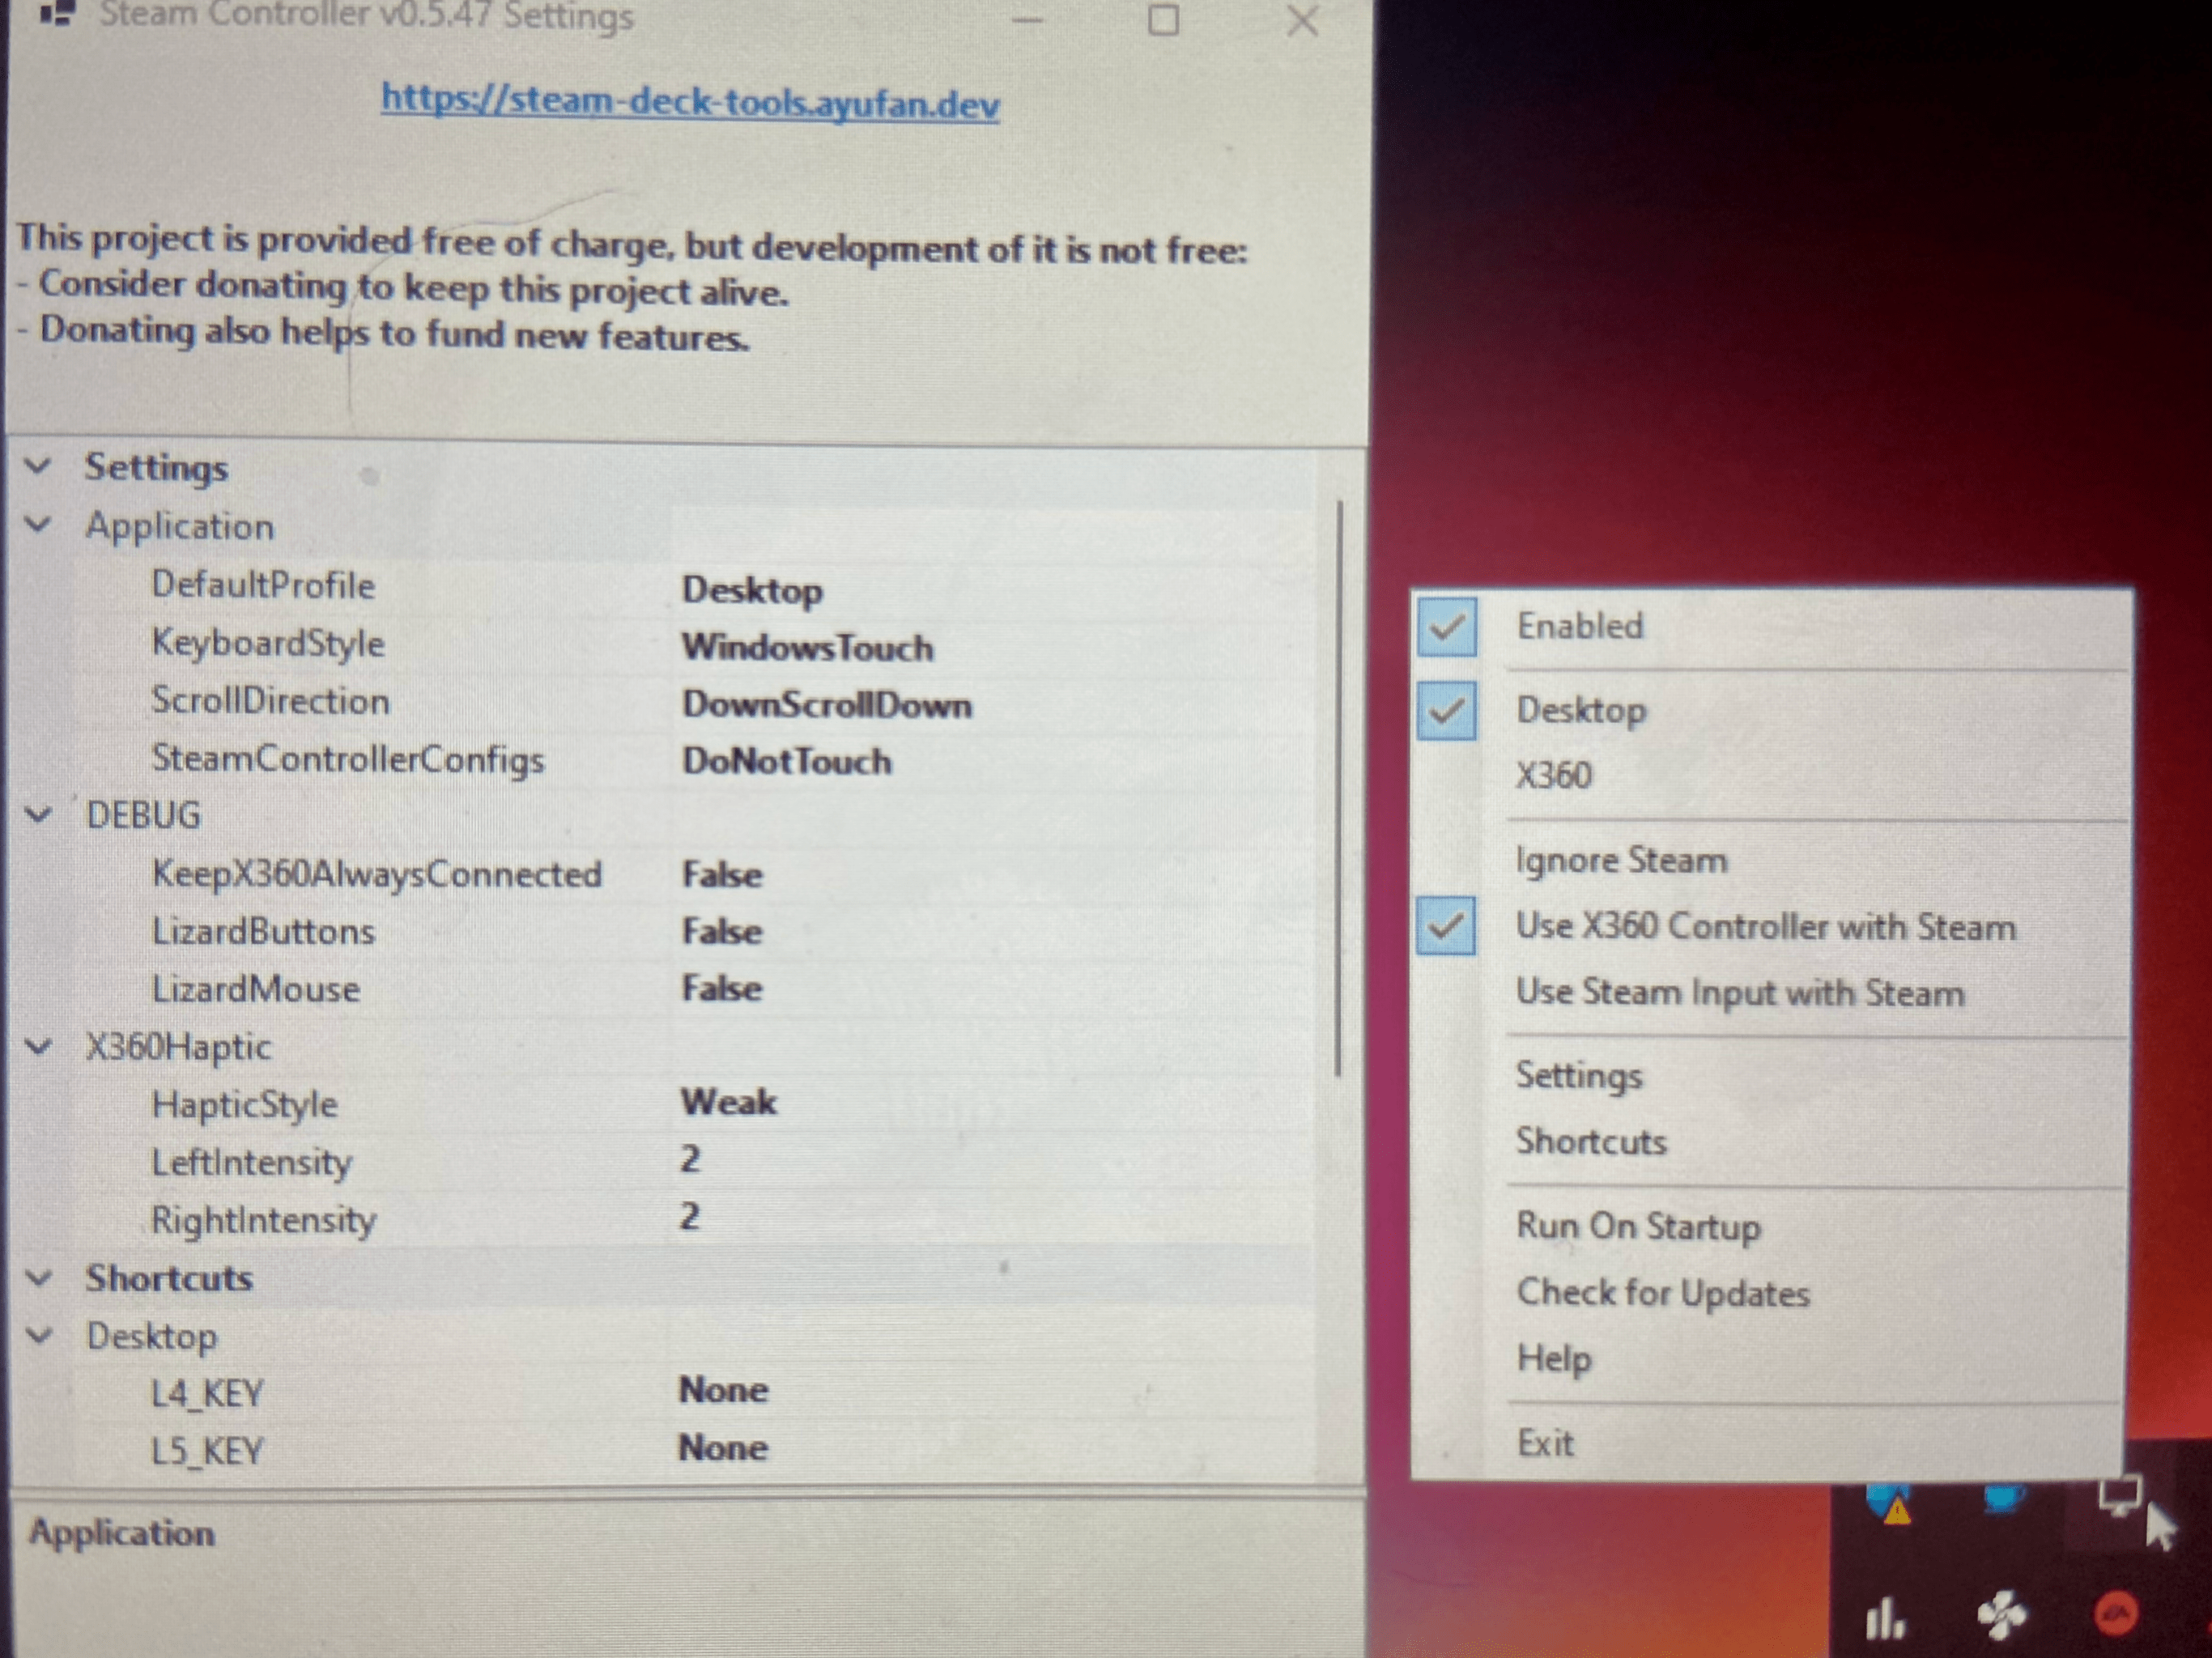 Steam Controller v0.5.47 Settings
https://steam-deck-tools.ayufan.dev
This project is provided free of charge, but development of it is not free:
- Consider donating to keep this project alive.
- Donating also helps to fund new features.
Settings
Application
DefaultProfile Desktop
KeyboardStyle WindowsTouch
ScrollDirection DownScrollDown
SteamControllerConfigs DoNotTouch
DEBUG
KeepX360AlwaysConnected False
LizardButtons False
LizardMouse False
X360Haptic
HapticStyle Weak
LeftIntensity 2
RightIntensity 2
Shortcuts
Desktop
L4_KEY None
L5_KEY None
Application
Enabled
Desktop
X360
Ignore Steam
Use X360 Controller with Steam
Use Steam Input with Steam
Settings
Shortcuts
Run On Startup
Check for Updates
Help
Exit
EA